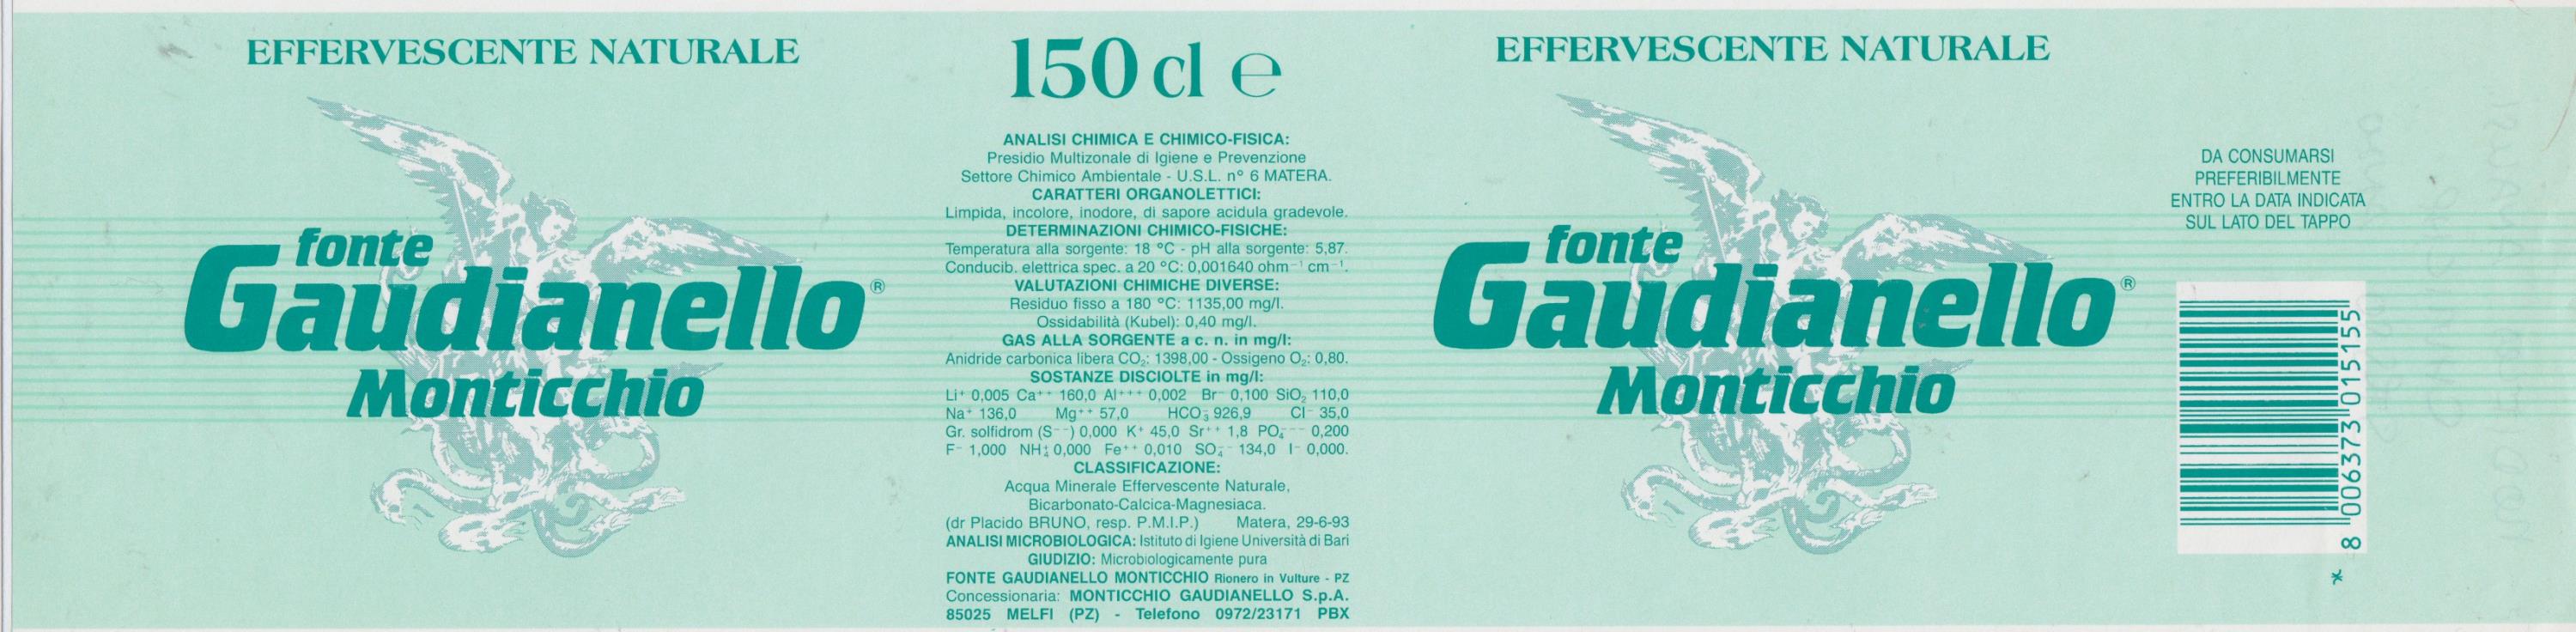 EFFERVESCENTE NATURALE
fonte
Gaudianello®
Monticchio
150 cl e
ANALISI CHIMICA E CHIMICO-FISICA:
Presidio Multizonale di Igiene e Prevenzione
Settore Chimico Ambientale - U.S.L. n° 6 MATERA.
CARATTERI ORGANOLETTICI:
Limpida, incolore, inodore, di sapore acidula gradevole.
DETERMINAZIONI CHIMICO-FISICHE:
Temperatura alla sorgente: 18 °C - pH alla sorgente: 5,87.
Conducib. elettrica spec. a 20 °C: 0,001640 ohm⁻¹ cm⁻¹.
VALUTAZIONI CHIMICHE DIVERSE:
Residuo fisso a 180 °C: 1135,00 mg/l.
Ossidabilità (Kubel): 0,40 mg/l.
GAS ALLA SORGENTE a c. n. in mg/l:
Anidride carbonica libera CO₂: 1398,00 - Ossigeno O₂: 0,80.
SOSTANZE DISCIOLTE in mg/l:
Li⁺ 0,005 Ca⁺⁺ 160,0 Al⁺⁺⁺ 0,002 Br⁻ 0,100 SiO₂ 110,0
Na⁺ 136,0 Mg⁺⁺ 57,0 HCO₃⁻ 926,9 Cl⁻ 35,0
Gr. solfidrom (S⁻⁻) 0,000 K⁺ 45,0 Sr⁺⁺ 1,8 PO₄⁻⁻⁻ 0,200
F⁻ 1,000 NH₄⁺ 0,000 Fe⁺⁺ 0,010 SO₄⁻⁻ 134,0 I⁻ 0,000.
CLASSIFICAZIONE:
Acqua Minerale Effervescente Naturale,
Bicarbonato-Calcica-Magnesiaca.
(dr Placido BRUNO, resp. P.M.I.P.) Matera, 29-6-93
ANALISI MICROBIOLOGICA: Istituto di Igiene Università di Bari
GIUDIZIO: Microbiologicamente pura
FONTE GAUDIANELLO MONTICCHIO Rionero in Vulture - PZ
Concessionaria: MONTICCHIO GAUDIANELLO S.p.A.
85025 MELFI (PZ) - Telefono 0972/23171 PBX
EFFERVESCENTE NATURALE
fonte
Gaudianello®
Monticchio
DA CONSUMARSI
PREFERIBILMENTE
ENTRO LA DATA INDICATA
SUL LATO DEL TAPPO
8 006373 015155